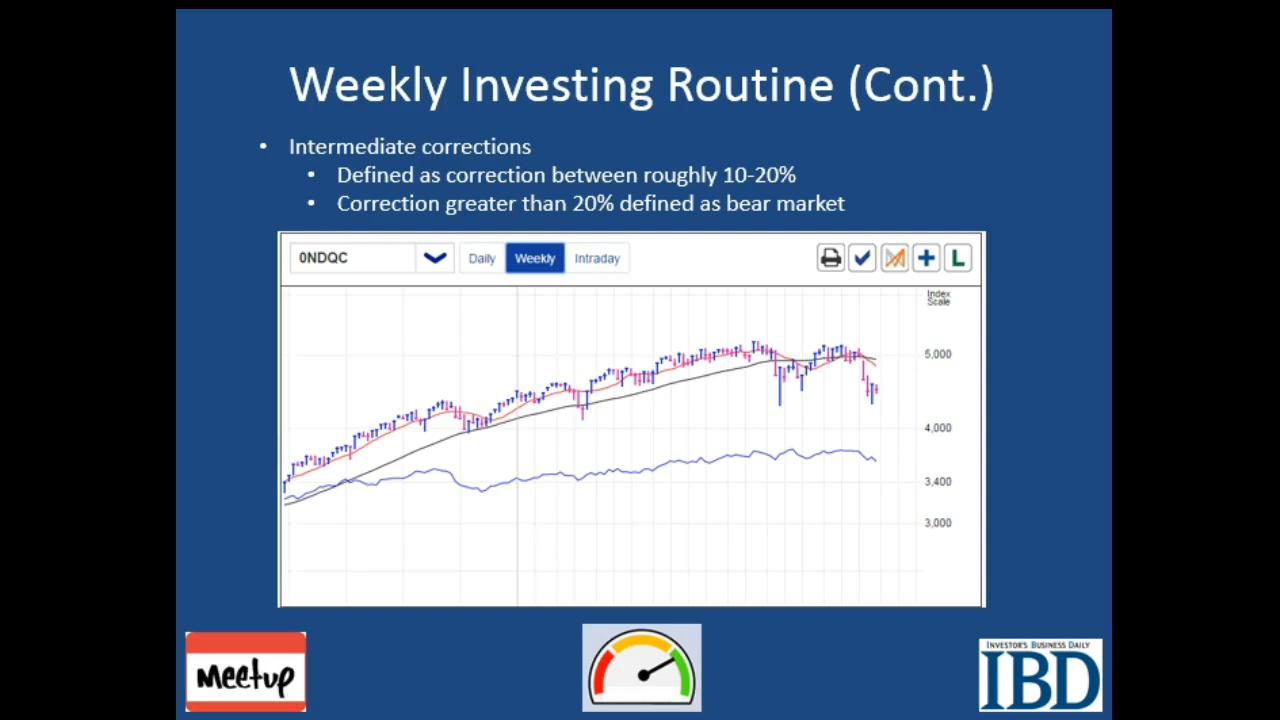 Weekly Investing Routine (Cont.)
• Intermediate corrections
• Defined as correction between roughly 10-20%
• Correction greater than 20% defined as bear market
0NDQC Daily Weekly Intraday L
Index
Scale
5,000
4,000
3,400
3,000
Meetup
INVESTOR'S BUSINESS DAILY
IBD